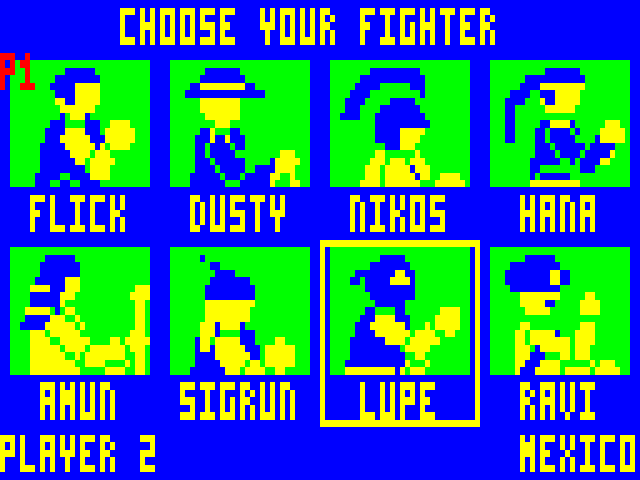 CHOOSE YOUR FIGHTER
P1
FLICK DUSTY NIKOS HANA
AMUN SIGRUN LUPE RAVI
PLAYER 2 MEXICO